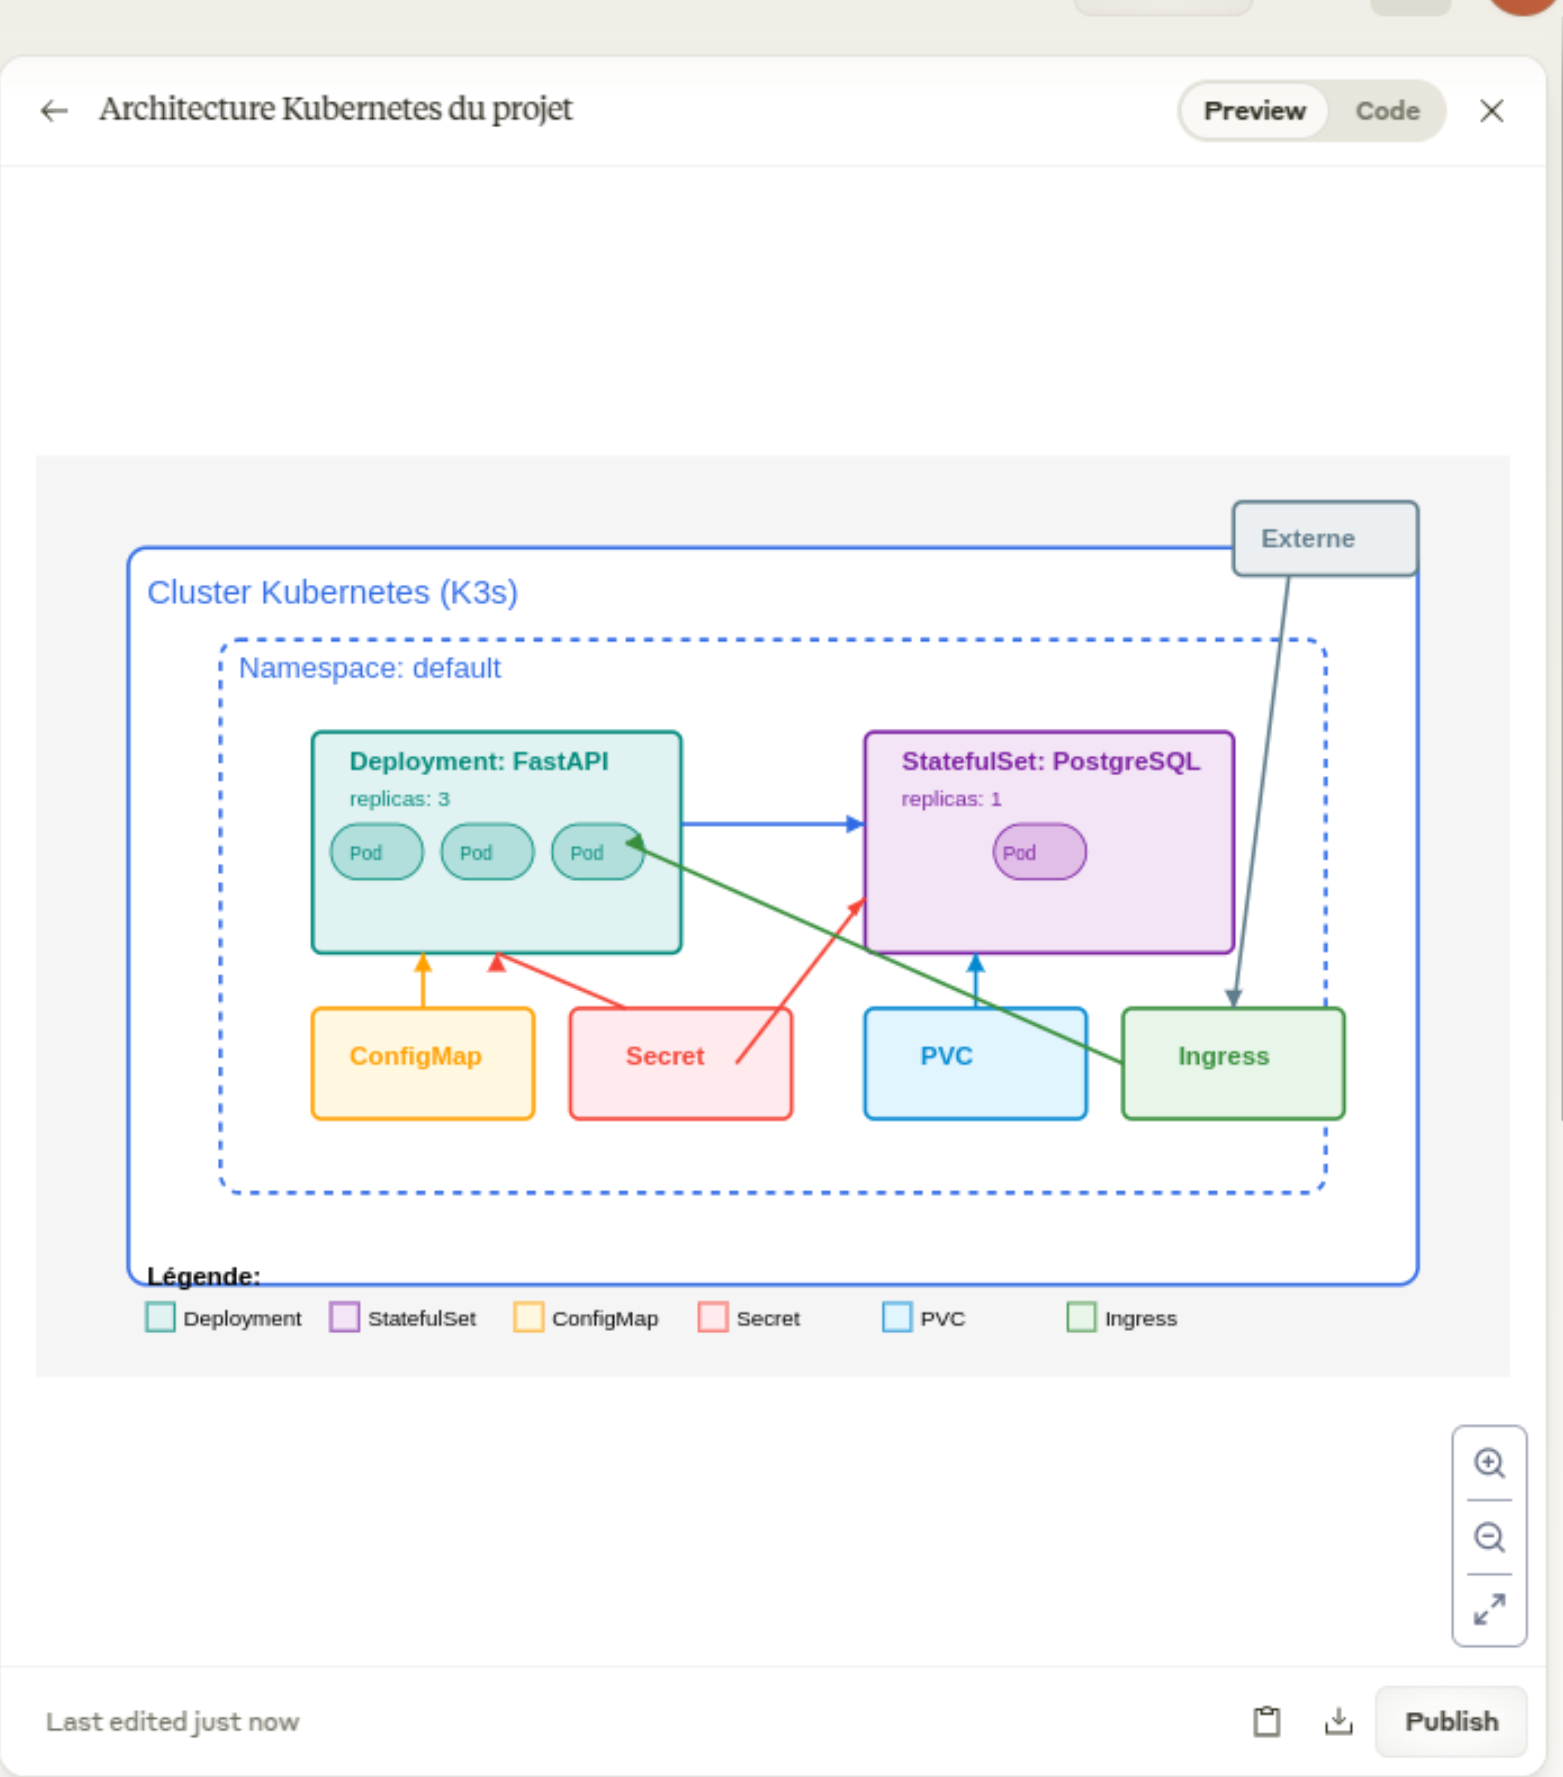 Architecture Kubernetes du projet
Preview
Code
Externe
Cluster Kubernetes (K3s)
Namespace: default
Deployment: FastAPI
replicas: 3
Pod
Pod
Pod
StatefulSet: PostgreSQL
replicas: 1
Pod
ConfigMap
Secret
PVC
Ingress
Légende:
Deployment
StatefulSet
ConfigMap
Secret
PVC
Ingress
Last edited just now
Publish